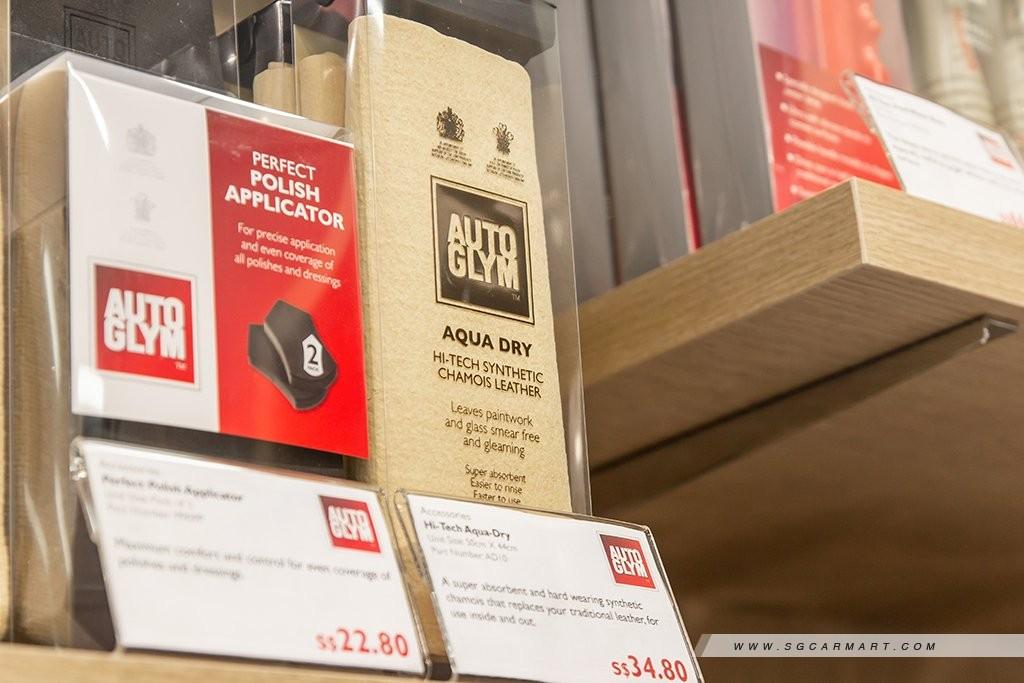 PERFECT
POLISH
APPLICATOR
For precise application
and even coverage of
all polishes and dressings
AUTO
GLYM
TM
2
PACK
AUTO
GLYM
TM
AQUA DRY
HI-TECH SYNTHETIC
CHAMOIS LEATHER
Leaves paintwork
and glass smear free
and gleaming
Super absorbent
Easier to rinse
Easier to use
Accessories
Perfect Polish Applicator
AUTO
GLYM
Maximum comfort and control for even coverage of
polishes and dressings.
S$22.80
Accessories
Hi-Tech Aqua-Dry
Unit Size 50cm X 44cm
Part Number AD10
AUTO
GLYM
A super absorbent and hard wearing synthetic
chamois that replaces your traditional leather, for
use inside and out.
S$34.80
WWW.SGCARMART.COM